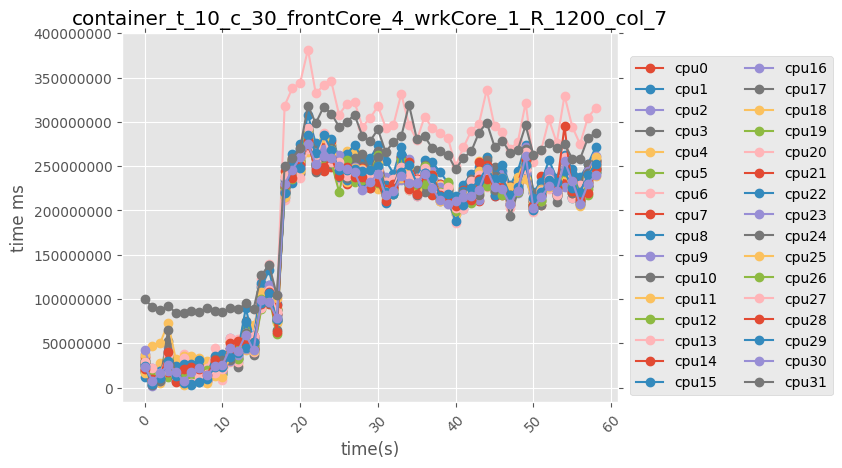 container_t_10_c_30_frontCore_4_wrkCore_1_R_1200_col_7
time ms
400000000
350000000
300000000
250000000
200000000
150000000
100000000
50000000
0
0
10
20
30
40
50
60
time(s)
cpu0
cpu1
cpu2
cpu3
cpu4
cpu5
cpu6
cpu7
cpu8
cpu9
cpu10
cpu11
cpu12
cpu13
cpu14
cpu15
cpu16
cpu17
cpu18
cpu19
cpu20
cpu21
cpu22
cpu23
cpu24
cpu25
cpu26
cpu27
cpu28
cpu29
cpu30
cpu31